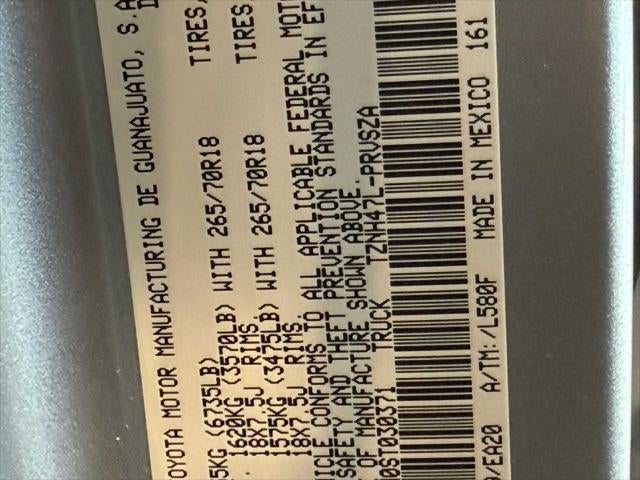 OYOTA MOTOR MANUFACTURING DE GUANAJUATO, S.A
5KG (6735LB)
1620KG (3570LB) WITH 265/70R18 TIRES,
18X7.5J RIMS.
1575KG (3475LB) WITH 265/70R18 TIRES,
18X7.5J RIMS.
ICLE CONFORMS TO ALL APPLICABLE FEDERAL MOT
SAFETY AND THEFT PREVENTION STANDARDS IN EF
OF MANUFACTURE SHOWN ABOVE.
0ST030371 TRUCK TZNH47L-PRVSZA
/EA20 A/TM:/L580F MADE IN MEXICO 161